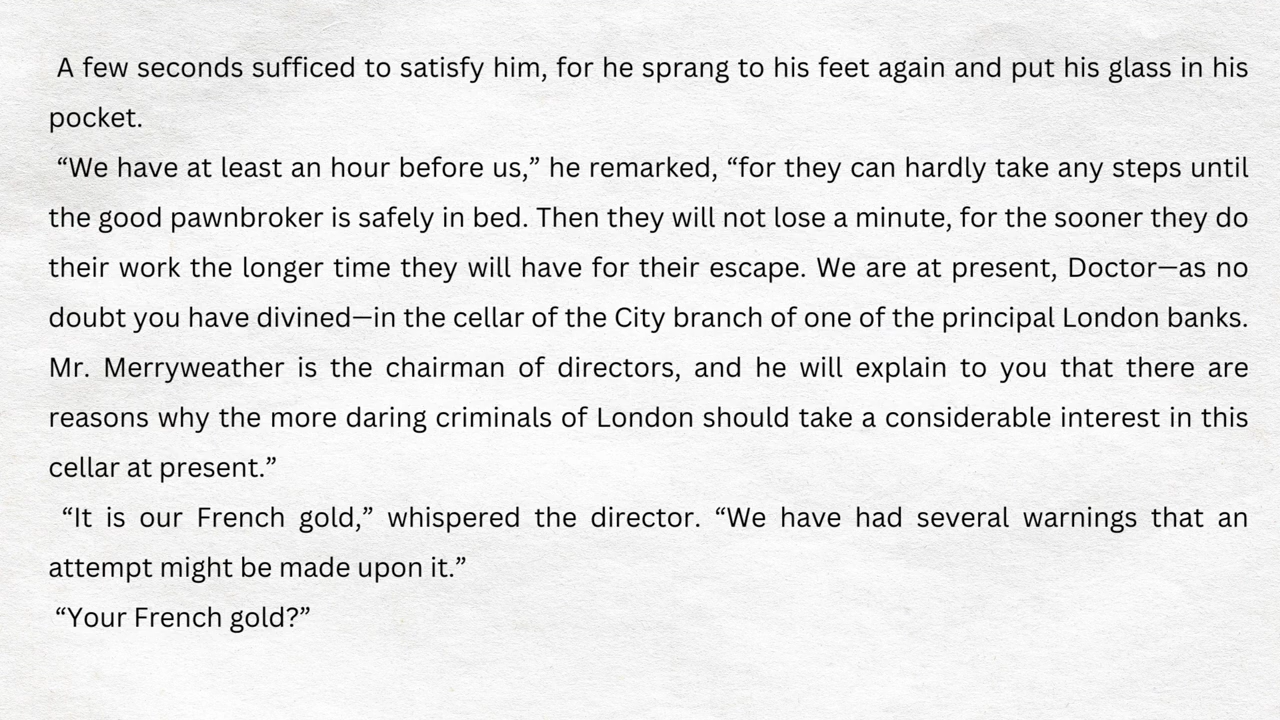 A few seconds sufficed to satisfy him, for he sprang to his feet again and put his glass in his
pocket.
“We have at least an hour before us,” he remarked, “for they can hardly take any steps until
the good pawnbroker is safely in bed. Then they will not lose a minute, for the sooner they do
their work the longer time they will have for their escape. We are at present, Doctor—as no
doubt you have divined—in the cellar of the City branch of one of the principal London banks.
Mr. Merryweather is the chairman of directors, and he will explain to you that there are
reasons why the more daring criminals of London should take a considerable interest in this
cellar at present.”
“It is our French gold,” whispered the director. “We have had several warnings that an
attempt might be made upon it.”
“Your French gold?”